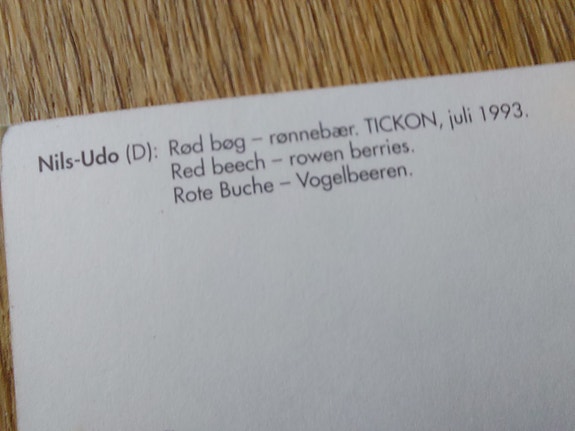 Nils-Udo (D): Rød bøg – rønnebær. TICKON, juli 1993.
Red beech – rowen berries.
Rote Buche – Vogelbeeren.